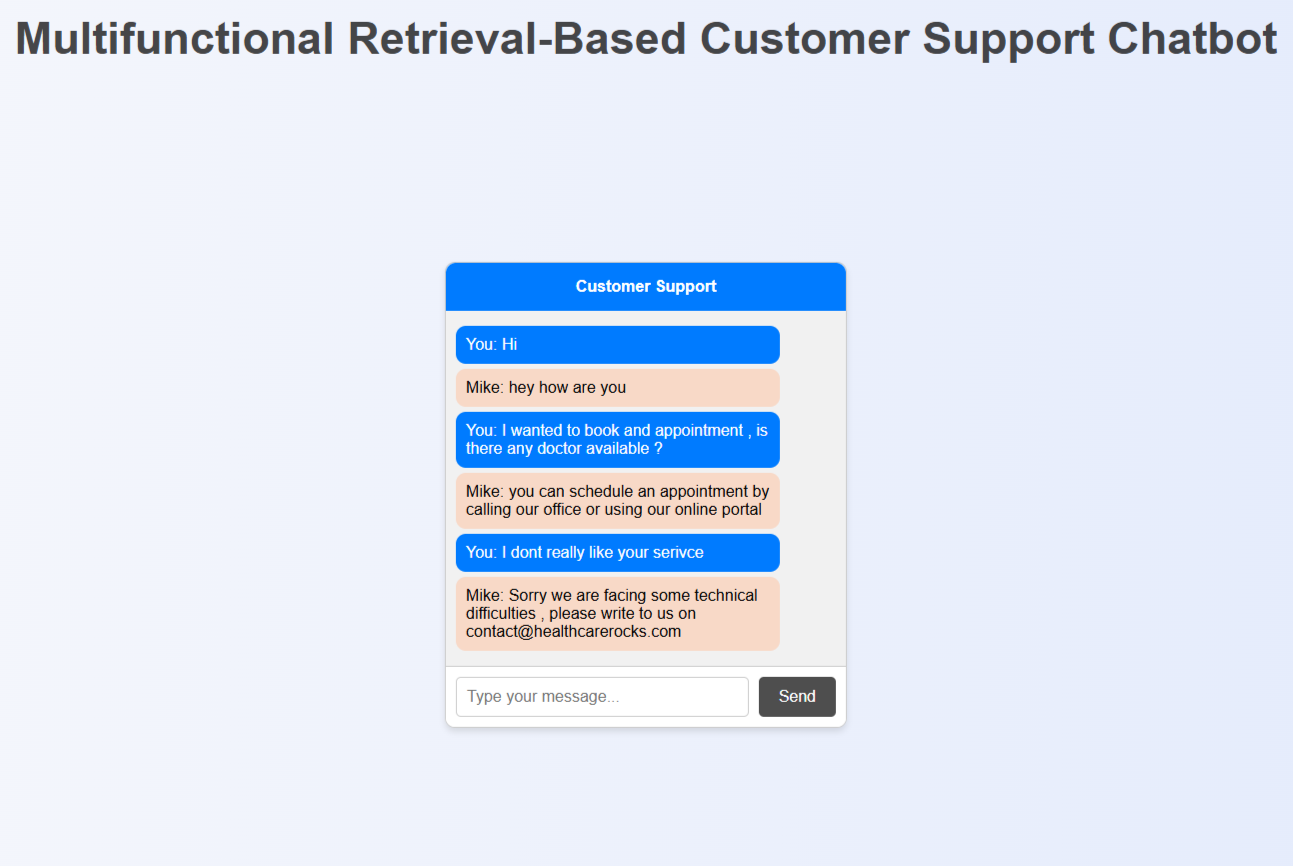 Multifunctional Retrieval-Based Customer Support Chatbot
Customer Support
You: Hi
Mike: hey how are you
You: I wanted to book and appointment , is
there any doctor available ?
Mike: you can schedule an appointment by
calling our office or using our online portal
You: I dont really like your serivce
Mike: Sorry we are facing some technical
difficulties , please write to us on
contact@healthcarerocks.com
Type your message...
Send